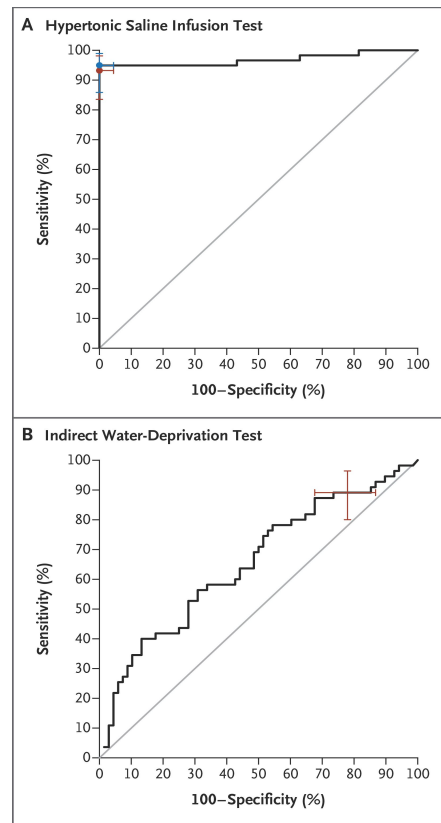 A Hypertonic Saline Infusion Test
100
90
80
70
60
50
40
30
20
10
0
Sensitivity (%)
0 10 20 30 40 50 60 70 80 90 100
100–Specificity (%)
B Indirect Water-Deprivation Test
100
90
80
70
60
50
40
30
20
10
0
Sensitivity (%)
0 10 20 30 40 50 60 70 80 90 100
100–Specificity (%)